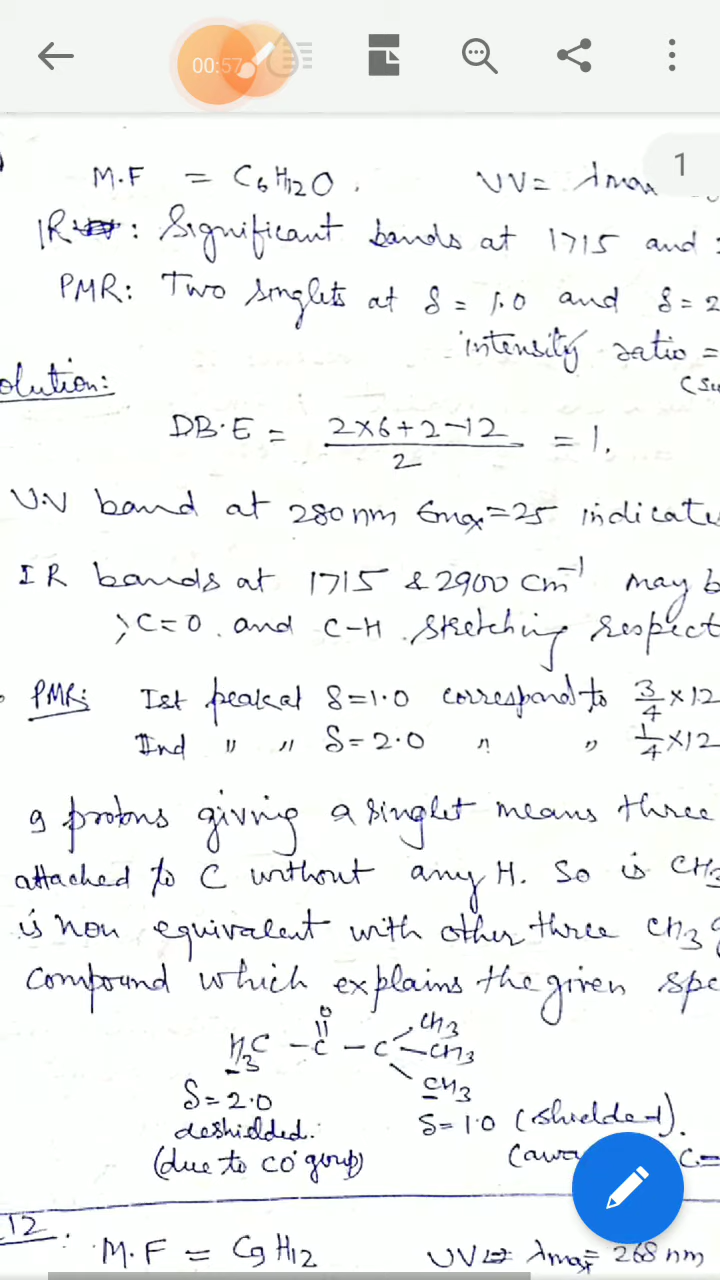 00:57
1
M.F = C6H12O. UV = λmax
IR: Significant bands at 1715 and
PMR: Two singlets at δ = 1.0 and δ = 2
intensity ratio =
(su
olution:
DB.E = (2×6+2-12)/2 = 1.
U.V band at 280nm Emax=25 indicate
IR bands at 1715 & 2900 cm⁻¹ may b
>C=O. and C-H. stretching respect
PMR: Ist peak at δ=1.0 correspond to 3/4 × 12
IInd " " δ=2.0 " " 1/4 × 12
9 protons giving a singlet means three
attached to C without any H. So is CH3
is non equivalent with other three CH3 g
compound which explains the given spe
O CH3
H3C - C - C - CH3
CH3
δ = 2.0
deshidded. δ = 1.0 (shielded).
(due to CO group) (awa C=
12: M.F = C9H12 UV λmax = 268 nm